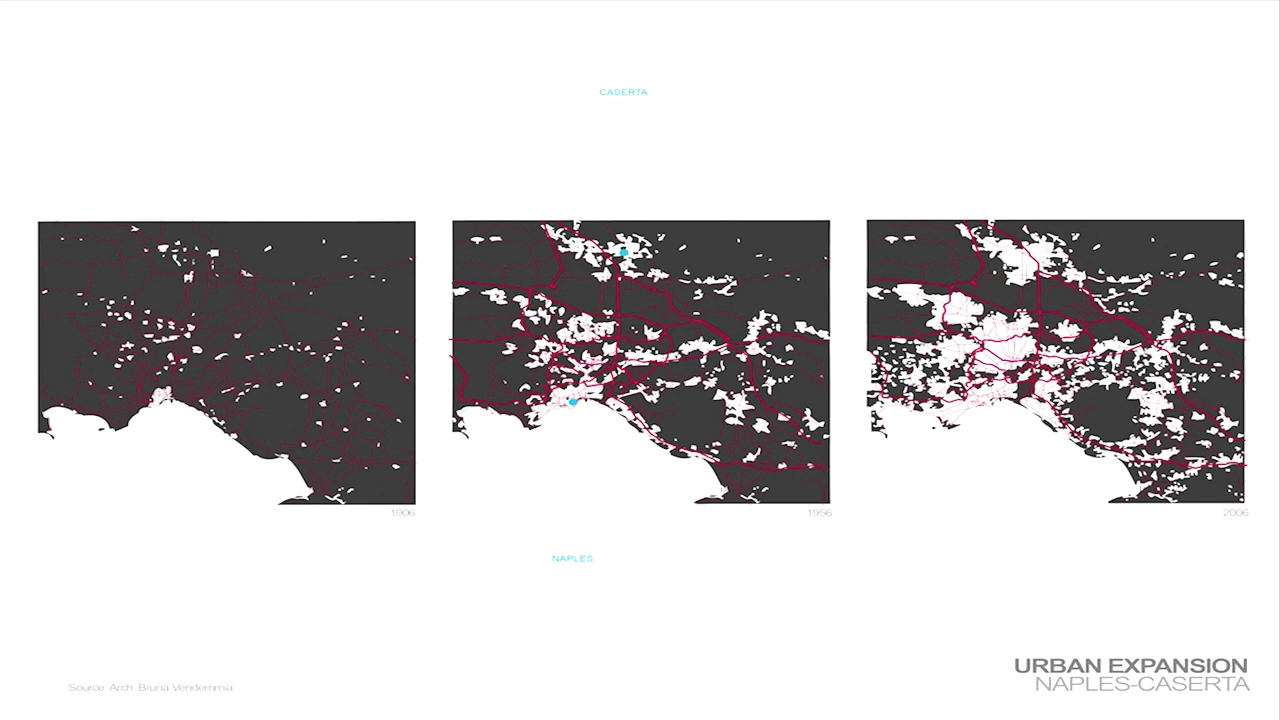 CASERTA
1906
1956
2006
NAPLES
URBAN EXPANSION
NAPLES-CASERTA
Source Arch Bruna Vendemmia